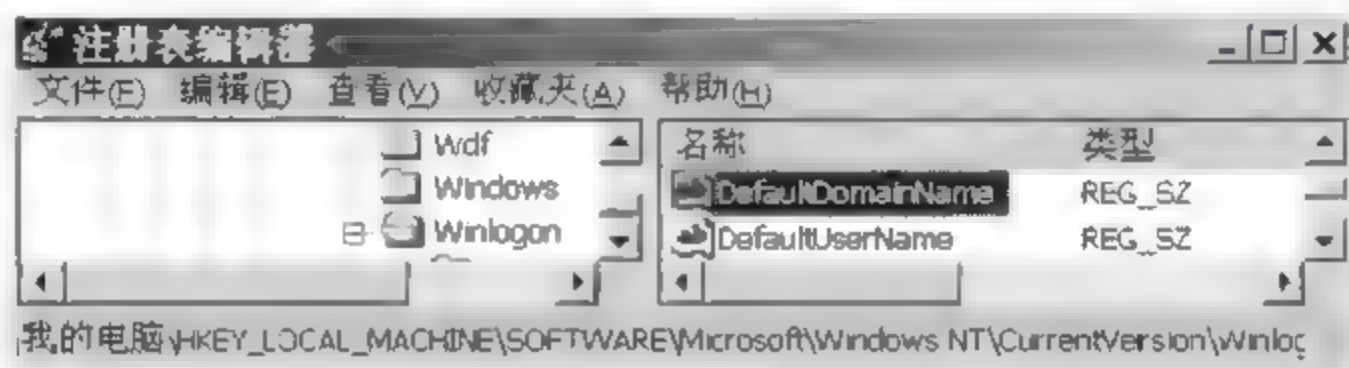 注册表编辑器
文件(F) 编辑(E) 查看(V) 收藏夹(A) 帮助(H)
Wdf
Windows
Winlogon
名称 类型
DefaultDomainName REG_SZ
DefaultUserName REG_SZ
我的电脑\HKEY_LOCAL_MACHINE\SOFTWARE\Microsoft\Windows NT\CurrentVersion\Winlog